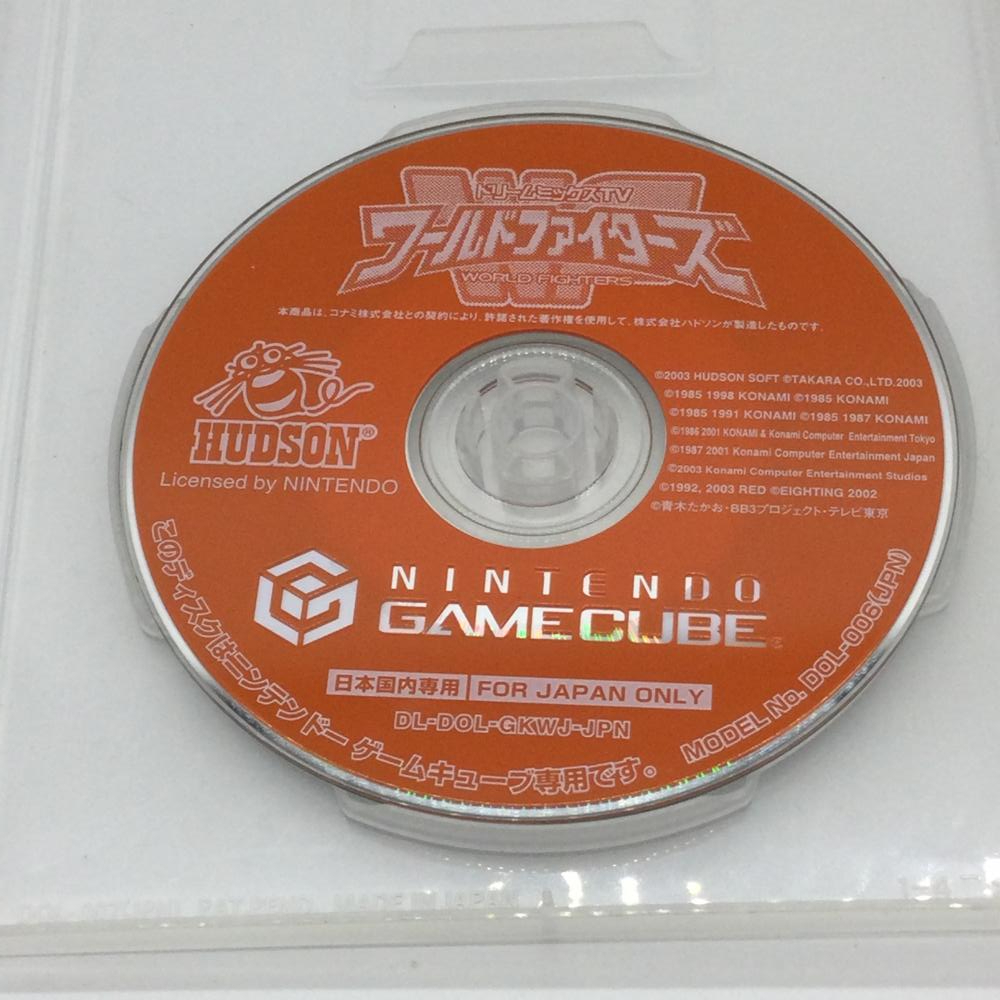 ドリームミックスTV
ワールドファイターズ
WORLD FIGHTERS
本商品は、コナミ株式会社との契約により、許諾された著作権を使用して、株式会社ハドソンが製造したものです。
HUDSON®
Licensed by NINTENDO
©2003 HUDSON SOFT ©TAKARA CO.,LTD.2003
©1985 1998 KONAMI ©1985 KONAMI
©1985 1991 KONAMI ©1985 1987 KONAMI
©1986 2001 KONAMI & Konami Computer Entertainment Tokyo
©1987 2001 Konami Computer Entertainment Japan
©2003 Konami Computer Entertainment Studios
©1992, 2003 RED ©EIGHTING 2002
©青木たかお・BB3プロジェクト・テレビ東京
NINTENDO
GAMECUBE
日本国内専用 FOR JAPAN ONLY
DL-DOL-GKWJ-JPN
このディスクはニンテンドー ゲームキューブ専用です。
MODEL No. DOL-006(JPN)
PAT.PEND. MADE IN JAPAN